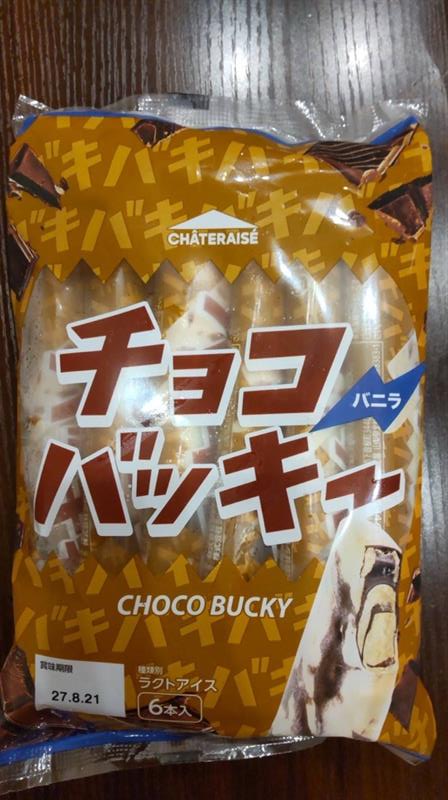 CHÂTERAISÉ
チョコ
バニラ
バッキー
CHOCO BUCKY
賞味期限
27.8.21
種類別
ラクトアイス
6本入